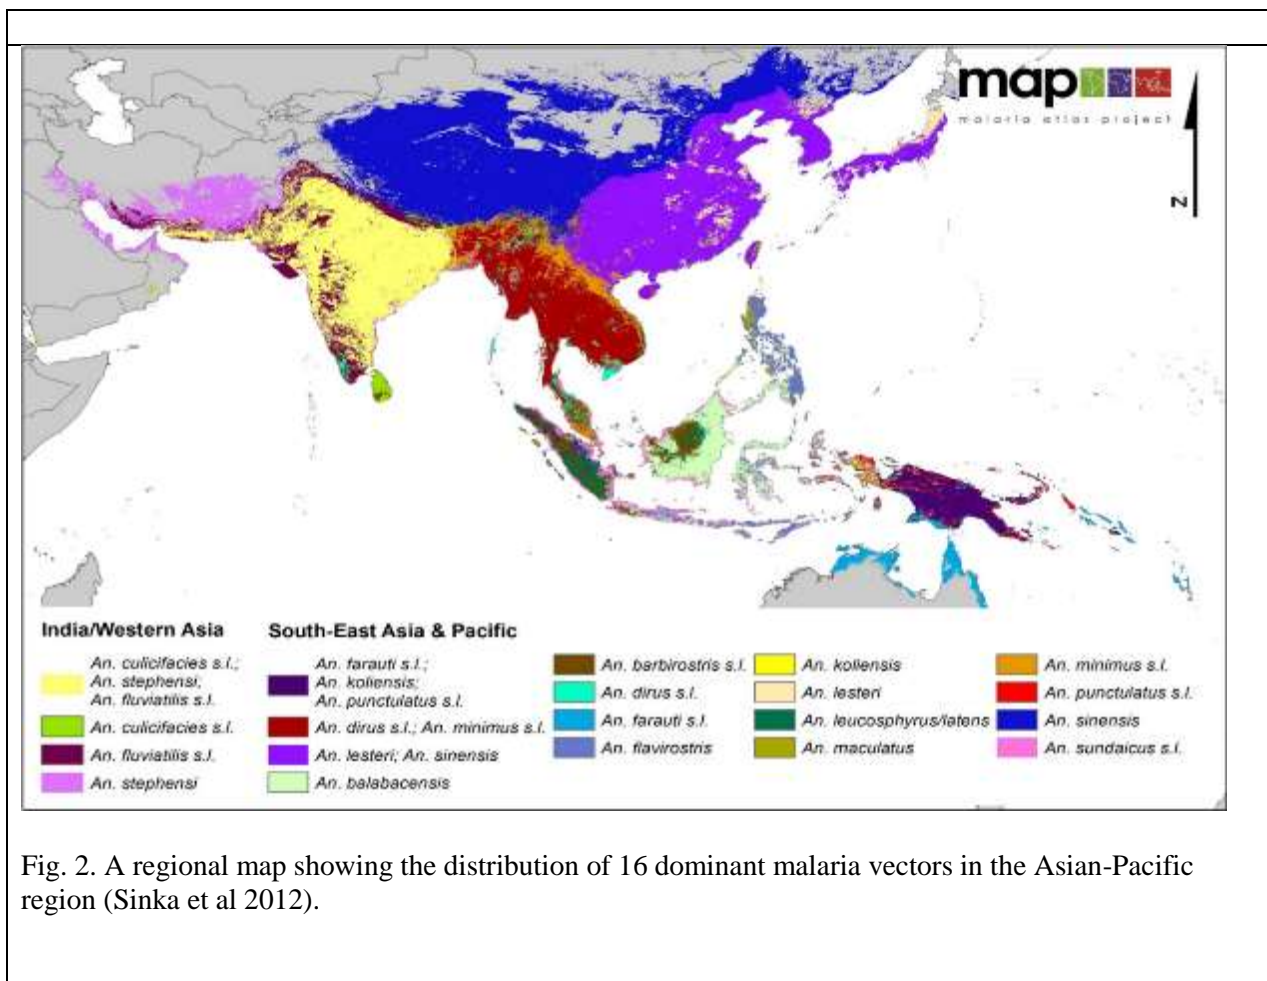 map
malaria atlas project
N
India/Western Asia
An. culicifacies s.l.;
An. stephensi;
An. fluviatilis s.l.
An. culicifacies s.l.
An. fluviatilis s.l.
An. stephensi
South-East Asia & Pacific
An. farauti s.l.;
An. koliensis;
An. punctulatus s.l.
An. dirus s.l.; An. minimus s.l.
An. lesteri; An. sinensis
An. balabacensis
An. barbirostris s.l.
An. dirus s.l.
An. farauti s.l.
An. flavirostris
An. koliensis
An. lesteri
An. leucosphyrus/latens
An. maculatus
An. minimus s.l.
An. punctulatus s.l.
An. sinensis
An. sundaicus s.l.
Fig. 2. A regional map showing the distribution of 16 dominant malaria vectors in the Asian-Pacific
region (Sinka et al 2012).